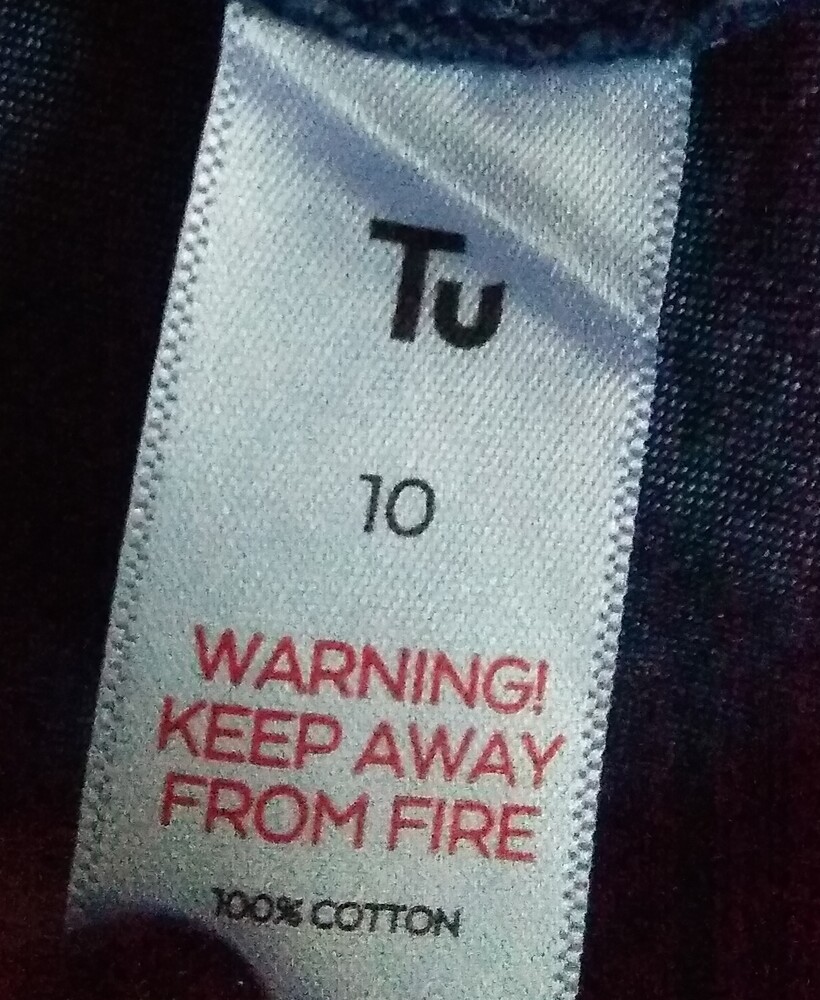 Tu
10
WARNING!
KEEP AWAY
FROM FIRE
100% COTTON